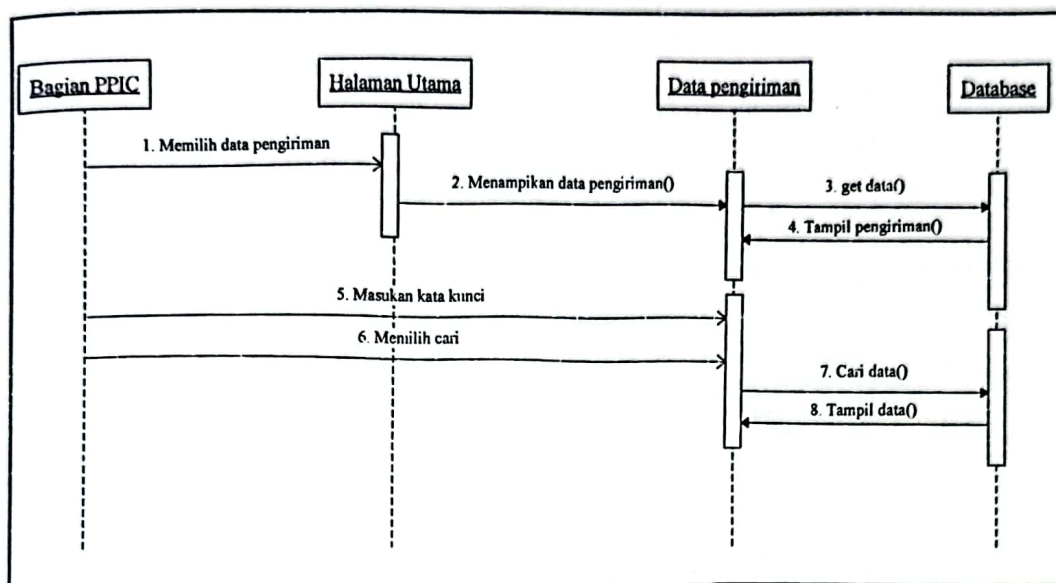 Bagian PPIC
Halaman Utama
Data pengiriman
Database
1. Memilih data pengiriman
2. Menampikan data pengiriman()
3. get data()
4. Tampil pengiriman()
5. Masukan kata kunci
6. Memilih cari
7. Cari data()
8. Tampil data()